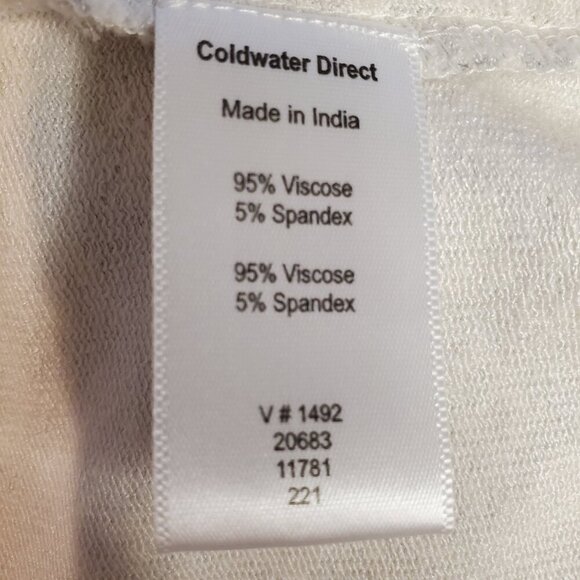 Coldwater Direct
Made in India
95% Viscose
5% Spandex
95% Viscose
5% Spandex
V # 1492
20683
11781
221